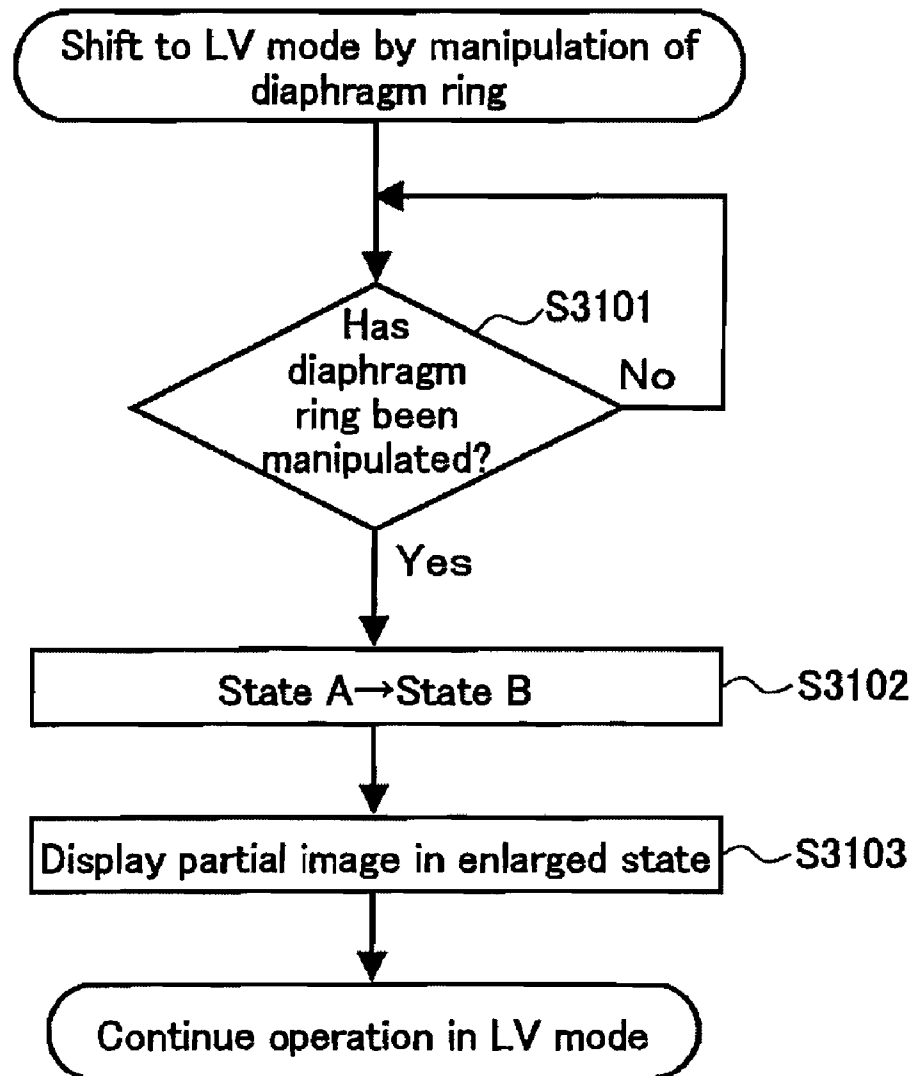 Shift to LV mode by manipulation of
diaphragm ring
S3101
Has
diaphragm
ring been
manipulated?
No
Yes
State A→State B
S3102
Display partial image in enlarged state
S3103
Continue operation in LV mode